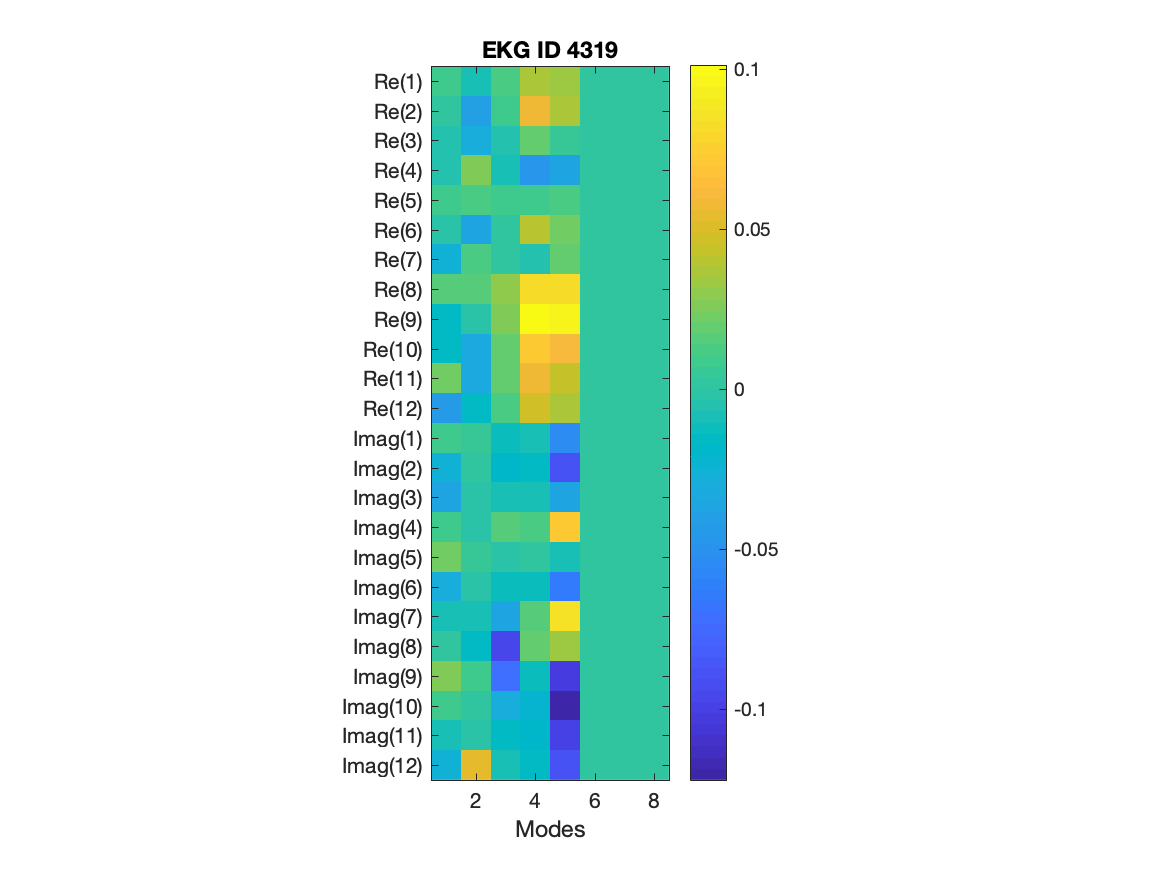 EKG ID 4319
Re(1)
Re(2)
Re(3)
Re(4)
Re(5)
Re(6)
Re(7)
Re(8)
Re(9)
Re(10)
Re(11)
Re(12)
Imag(1)
Imag(2)
Imag(3)
Imag(4)
Imag(5)
Imag(6)
Imag(7)
Imag(8)
Imag(9)
Imag(10)
Imag(11)
Imag(12)
2 4 6 8
Modes
0.1
0.05
0
-0.05
-0.1